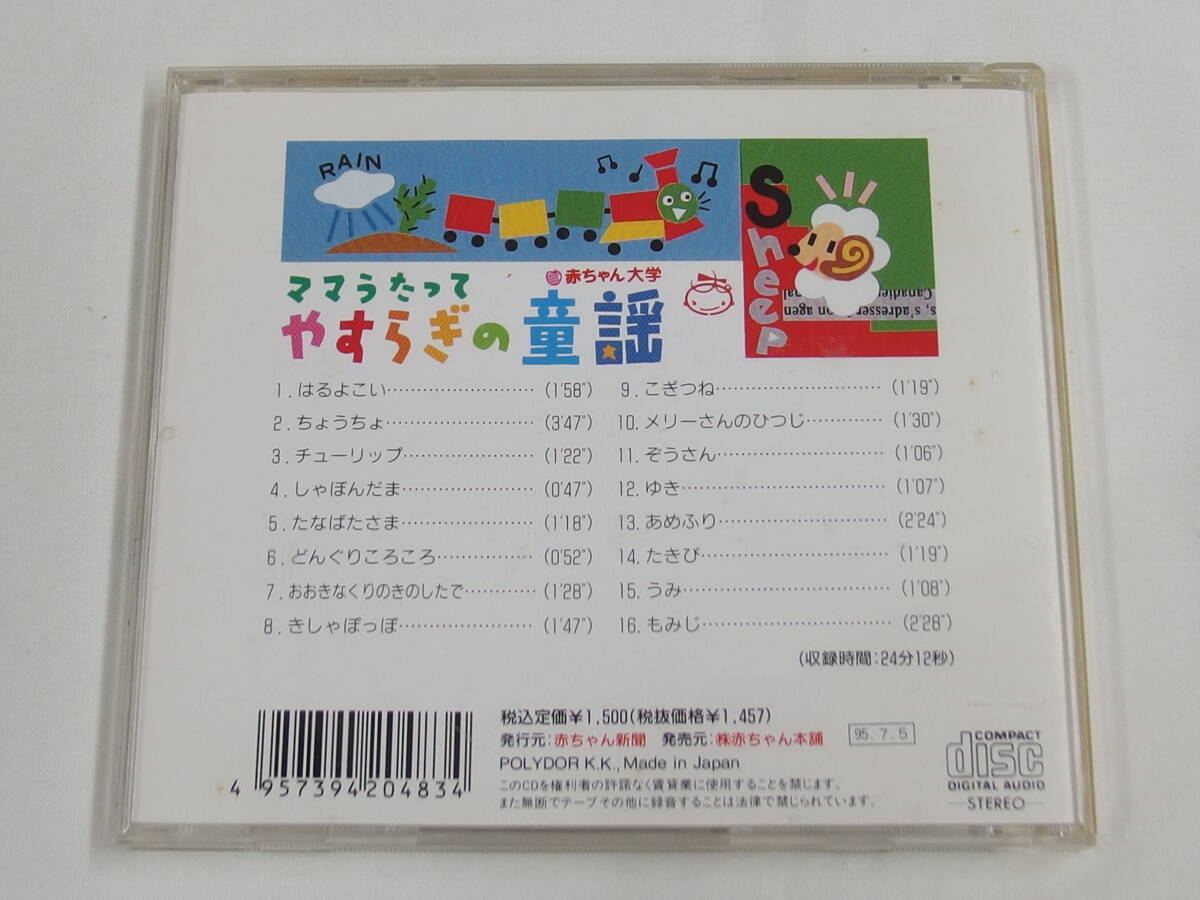 RAIN
Sheep
s, s'adresser
on agen
Canadie
nal
ママうたって
赤ちゃん大学
やすらぎの童謡
1.はるよこい……………………(1'58")
2.ちょうちょ……………………(3'47")
3.チューリップ…………………(1'22")
4.しゃぼんだま…………………(0'47")
5.たなばたさま…………………(1'18")
6.どんぐりころころ……………(0'52")
7.おおきなくりのきのしたで…………(1'28")
8.きしゃぽっぽ…………………(1'47")
9.こぎつね………………………(1'19")
10.メリーさんのひつじ…………(1'30")
11.ぞうさん………………………(1'06")
12.ゆき……………………………(1'07")
13.あめふり………………………(2'24")
14.たきび…………………………(1'19")
15.うみ……………………………(1'08")
16.もみじ…………………………(2'28")
(収録時間:24分12秒)
税込定価¥1,500(税抜価格¥1,457)
発行元:赤ちゃん新聞 発売元:㈱赤ちゃん本舗
95.7.5
POLYDOR K.K., Made in Japan
このCDを権利者の許諾なく賃貸業に使用することを禁じます。
また無断でテープその他に録音することは法律で禁じられています。
4 957394 204834
COMPACT
disc
DIGITAL AUDIO
STEREO